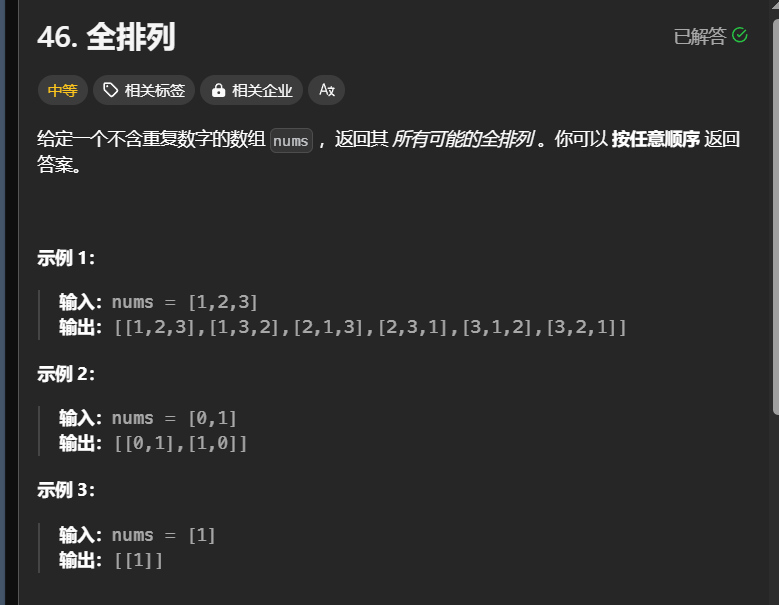 46. 全排列
已解答
中等
相关标签
相关企业
给定一个不含重复数字的数组 nums ，返回其 所有可能的全排列 。你可以 按任意顺序 返回
答案。
示例 1：
输入：nums = [1,2,3]
输出：[[1,2,3],[1,3,2],[2,1,3],[2,3,1],[3,1,2],[3,2,1]]
示例 2：
输入：nums = [0,1]
输出：[[0,1],[1,0]]
示例 3：
输入：nums = [1]
输出：[[1]]